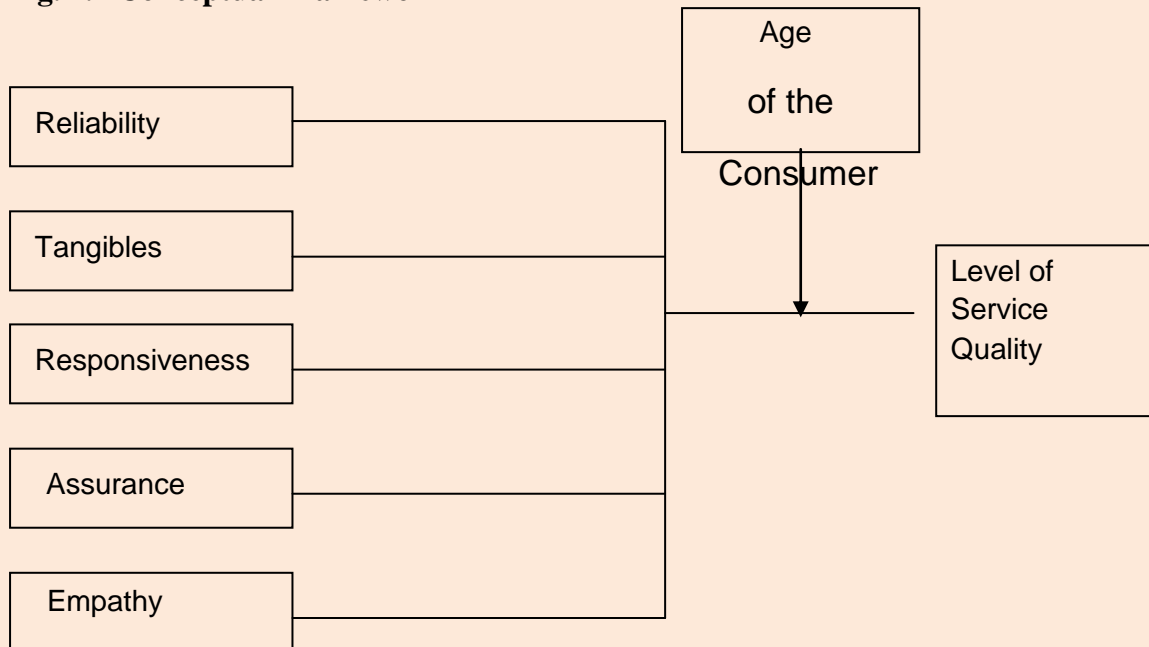 Age
of the
Consumer
Reliability
Tangibles
Responsiveness
Assurance
Empathy
Level of
Service
Quality